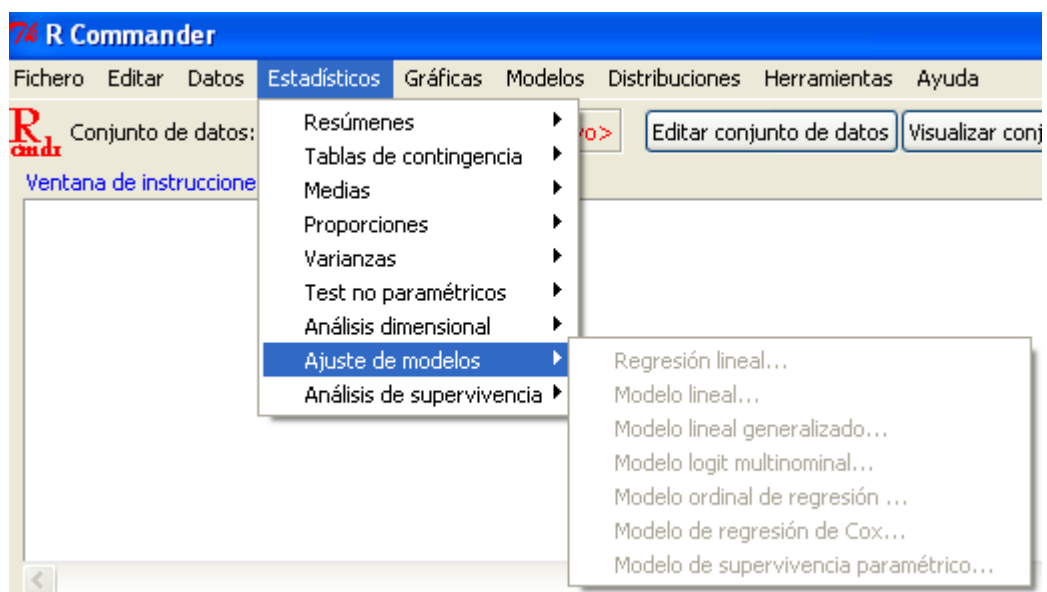 R Commander
Fichero Editar Datos Estadísticos Gráficas Modelos Distribuciones Herramientas Ayuda
R cmdr Conjunto de datos: Editar conjunto de datos Visualizar
Ventana de
Resúmenes
Tablas de contingencia
Medias
Proporciones
Varianzas
Test no paramétricos
Análisis dimensional
Ajuste de modelos
Análisis de supervivencia
Regresión lineal...
Modelo lineal...
Modelo lineal generalizado...
Modelo logit multinominal...
Modelo ordinal de regresión ...
Modelo de regresión de Cox...
Modelo de supervivencia paramétrico...